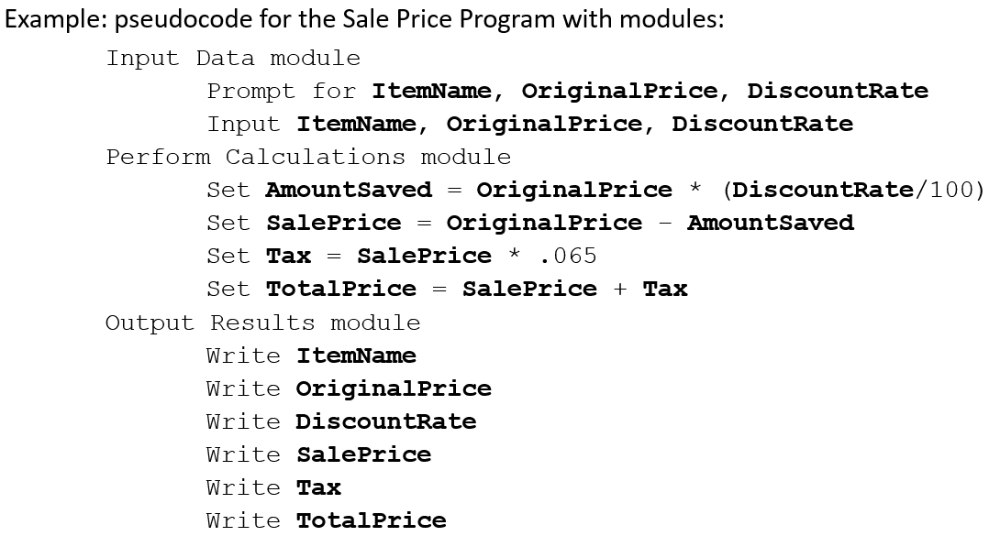 Example: pseudocode for the Sale Price Program with modules:
Input Data module
Prompt for ItemName, OriginalPrice, DiscountRate
Input ItemName, OriginalPrice, DiscountRate
Perform Calculations module
Set AmountSaved = OriginalPrice * (DiscountRate/100)
Set SalePrice = OriginalPrice – AmountSaved
Set Tax = SalePrice * .065
Set TotalPrice = SalePrice + Tax
Output Results module
Write ItemName
Write OriginalPrice
Write DiscountRate
Write SalePrice
Write Tax
Write TotalPrice